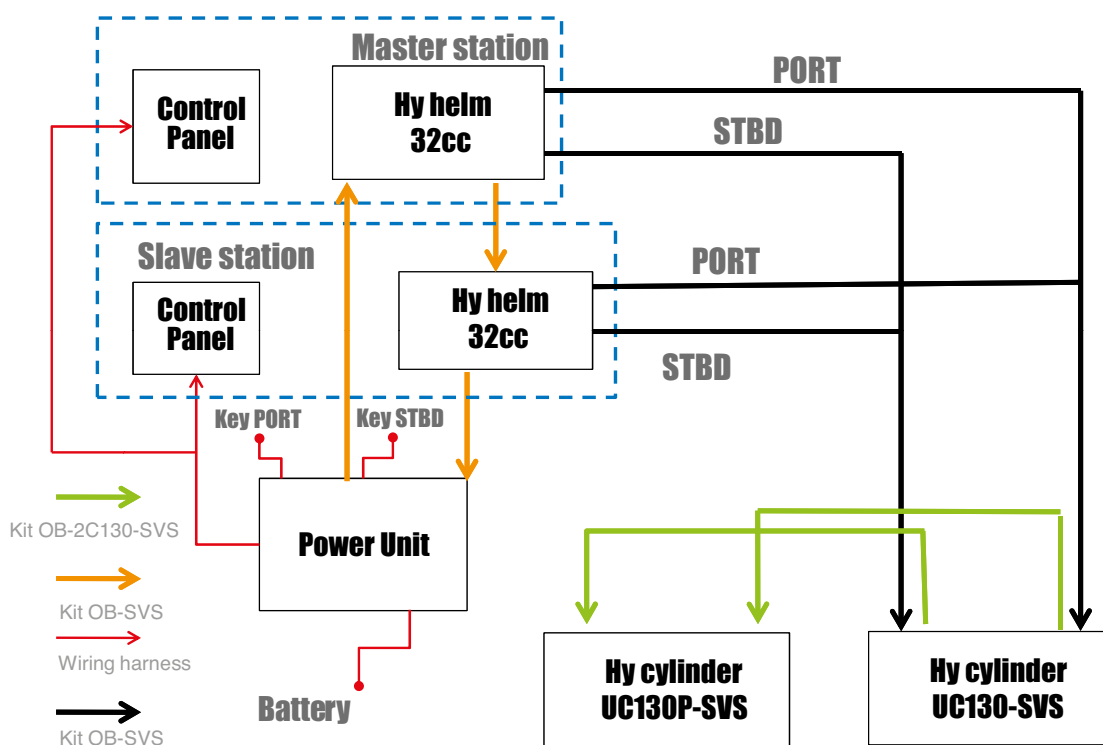 Master station
PORT
Control
Panel
Hy helm
32cc
STBD
Slave station
PORT
Control
Panel
Hy helm
32cc
STBD
Key PORT
Key STBD
Kit OB-2C130-SVS
Power Unit
Kit OB-SVS
Wiring harness
Battery
Kit OB-SVS
Hy cylinder
UC130P-SVS
Hy cylinder
UC130-SVS